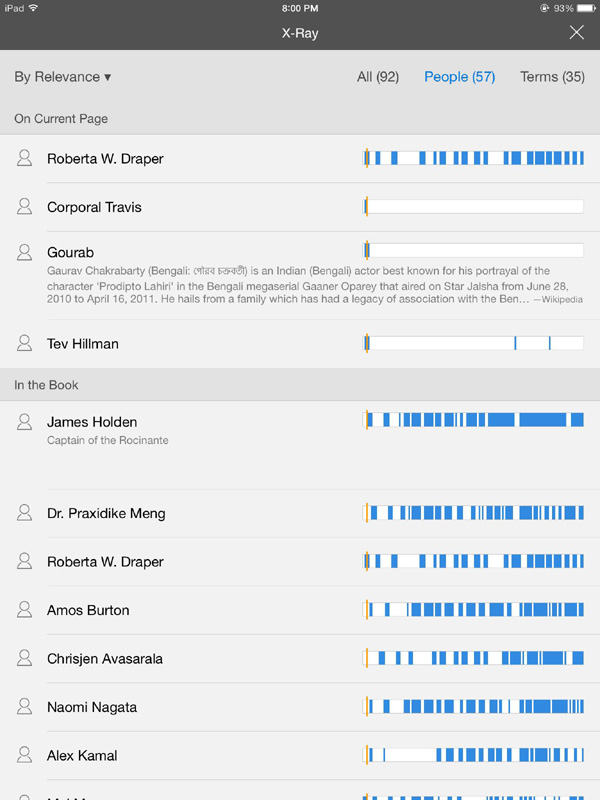 iPad 8:00 PM 93%
X-Ray
By Relevance ▾ All (92) People (57) Terms (35)
On Current Page
Roberta W. Draper
Corporal Travis
Gourab
Gaurav Chakrabarty (Bengali: গৌরব চক্রবর্তী) is an Indian (Bengali) actor best known for his portrayal of the
character 'Prodipto Lahiri' in the Bengali megaserial Gaaner Oparey that aired on Star Jalsha from June 28,
2010 to April 16, 2011. He hails from a family which has had a legacy of association with the Ben... —Wikipedia
Tev Hillman
In the Book
James Holden
Captain of the Rocinante
Dr. Praxidike Meng
Roberta W. Draper
Amos Burton
Chrisjen Avasarala
Naomi Nagata
Alex Kamal